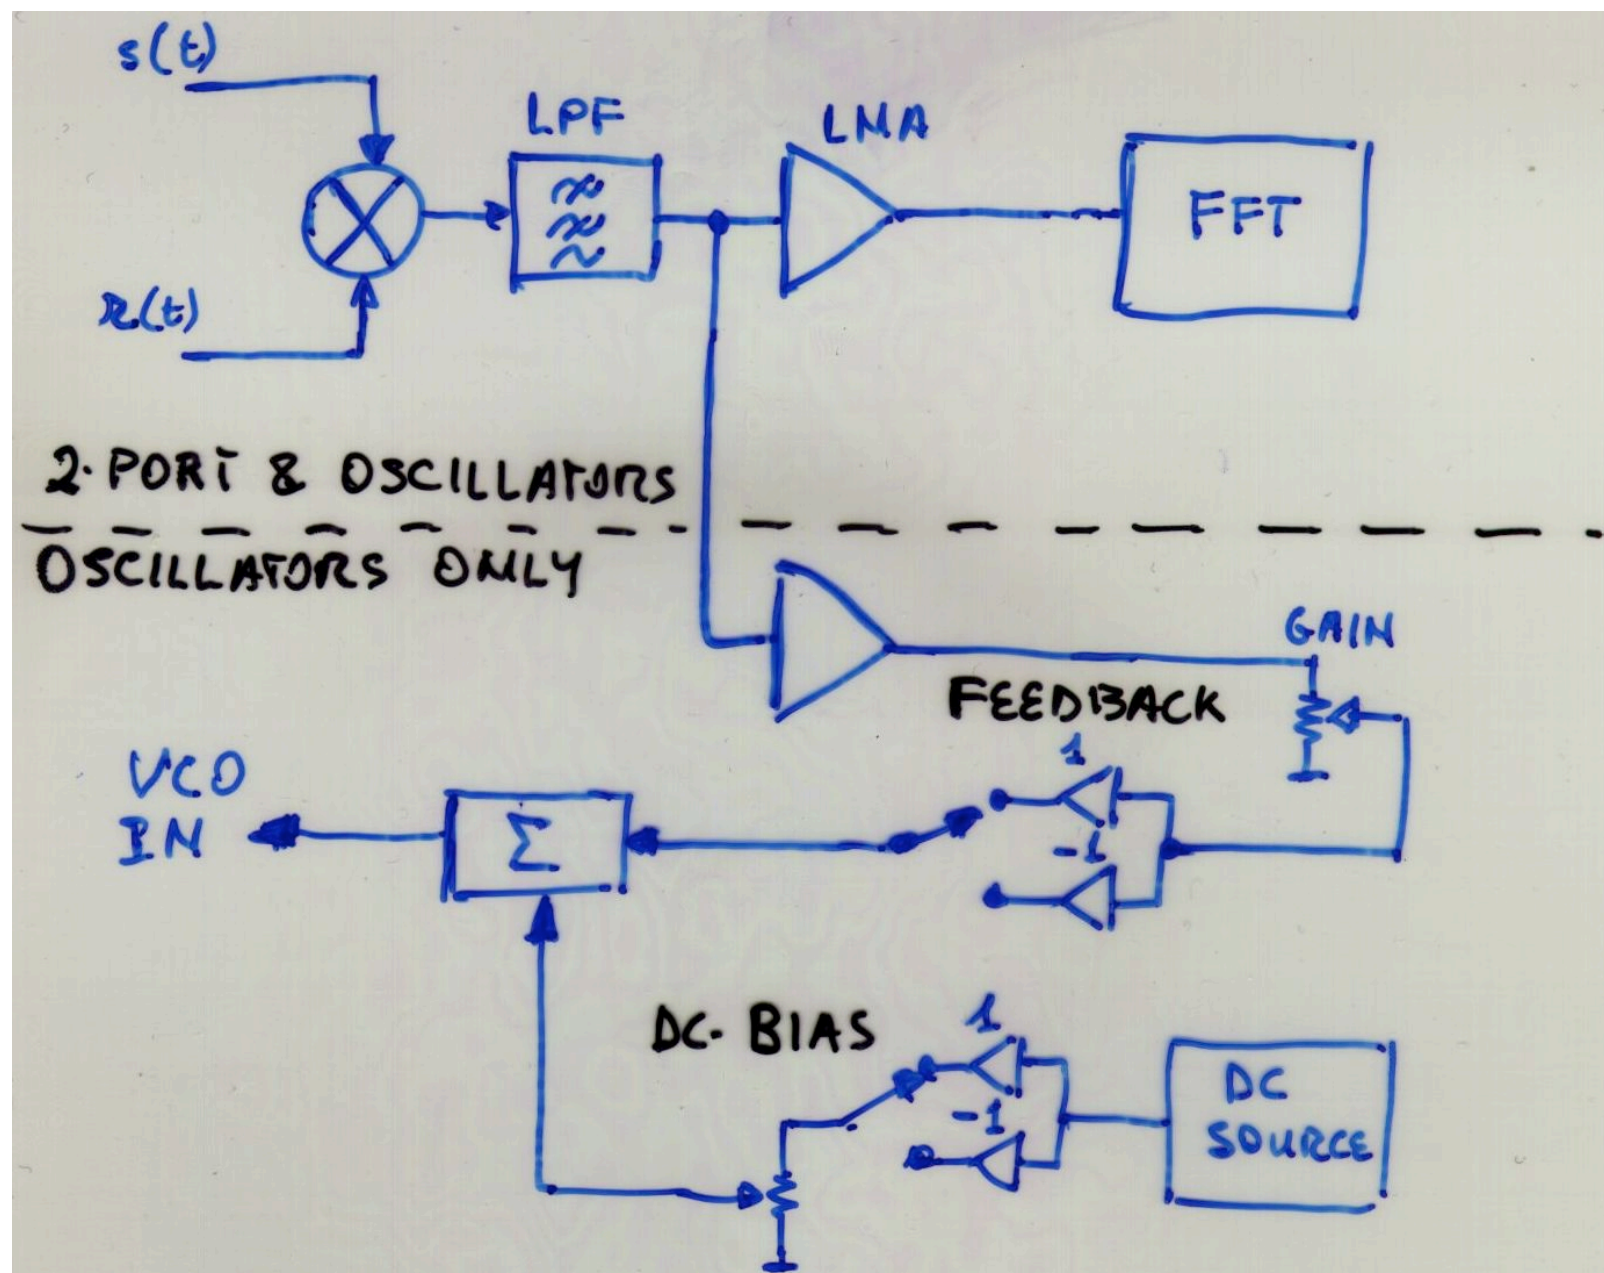 s(t)
LPF
LNA
FFT
r(t)
2-PORT & OSCILLATORS
OSCILLATORS ONLY
GAIN
FEEDBACK
1
-1
VCO
IN
Σ
DC-BIAS
1
-1
DC
SOURCE